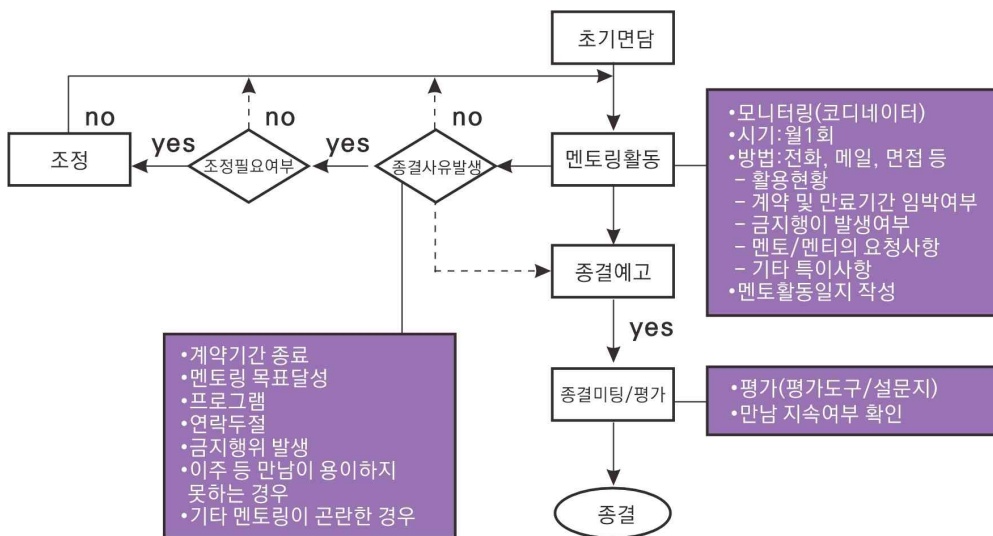 초기면담
no
no
no
yes
yes
조정
조정필요여부
종결사유발생
멘토링활동
•모니터링(코디네이터)
•시기:월1회
•방법:전화, 메일, 면접 등
– 활용현황
– 계약 및 만료기간 임박여부
– 금지행이 발생여부
– 멘토/멘티의 요청사항
– 기타 특이사항
•멘토활동일지 작성
종결예고
yes
•계약기간 종료
•멘토링 목표달성
•프로그램
•연락두절
•금지행위 발생
•이주 등 만남이 용이하지
못하는 경우
•기타 멘토링이 곤란한 경우
종결미팅/평가
•평가(평가도구/설문지)
•만남 지속여부 확인
종결